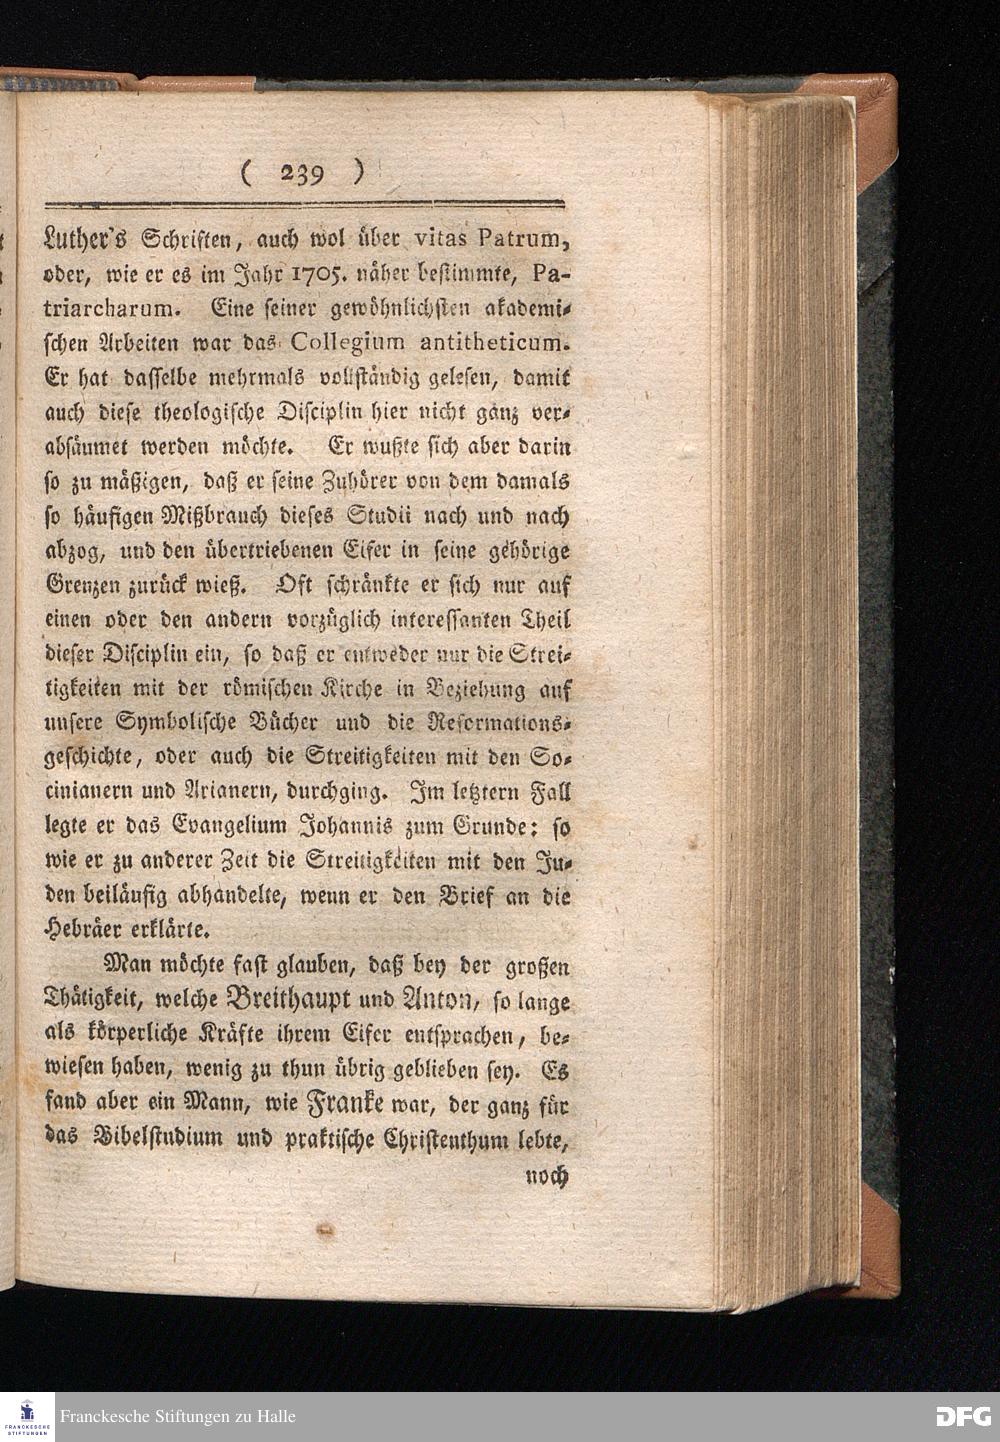 ( 239 )
Luther's Schriften, auch wol über vitas Patrum,
oder, wie er es im Jahr 1705. näher bestimmte, Pa-
triarcharum. Eine seiner gewöhnlichsten akademi-
schen Arbeiten war das Collegium antitheticum.
Er hat dasselbe mehrmals vollständig gelesen, damit
auch diese theologische Disciplin hier nicht ganz ver-
absäumet werden möchte. Er wußte sich aber darin
so zu mäßigen, daß er seine Zuhörer von dem damals
so häufigen Mißbrauch dieses Studii nach und nach
abzog, und den übertriebenen Eifer in seine gehörige
Grenzen zurück wieß. Oft schränkte er sich nur auf
einen oder den andern vorzüglich interessanten Theil
dieser Disciplin ein, so daß er entweder nur die Strei-
tigkeiten mit der römischen Kirche in Beziehung auf
unsere Symbolische Bücher und die Reformations-
geschichte, oder auch die Streitigkeiten mit den So-
cinianern und Arianern, durchging. Im letztern Fall
legte er das Evangelium Johannis zum Grunde: so
wie er zu anderer Zeit die Streitigkeiten mit den Ju-
den beiläufig abhandelte, wenn er den Brief an die
Hebräer erklärte.
Man möchte fast glauben, daß bey der großen
Thätigkeit, welche Breithaupt und Anton, so lange
als körperliche Kräfte ihrem Eifer entsprachen, be-
wiesen haben, wenig zu thun übrig geblieben sey. Es
fand aber ein Mann, wie Franke war, der ganz für
das Bibelstudium und praktische Christenthum lebte,
noch
FRANCKESCHE
STIFTUNGEN
Franckesche Stiftungen zu Halle
DFG